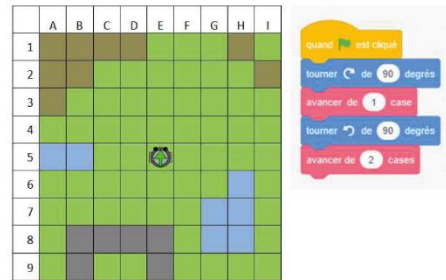 A B C D E F G H I
1
2
3
4
5
6
7
8
9
quand est cliqué
tourner de 90 degrés
avancer de 1 case
tourner de 90 degrés
avancer de 2 cases